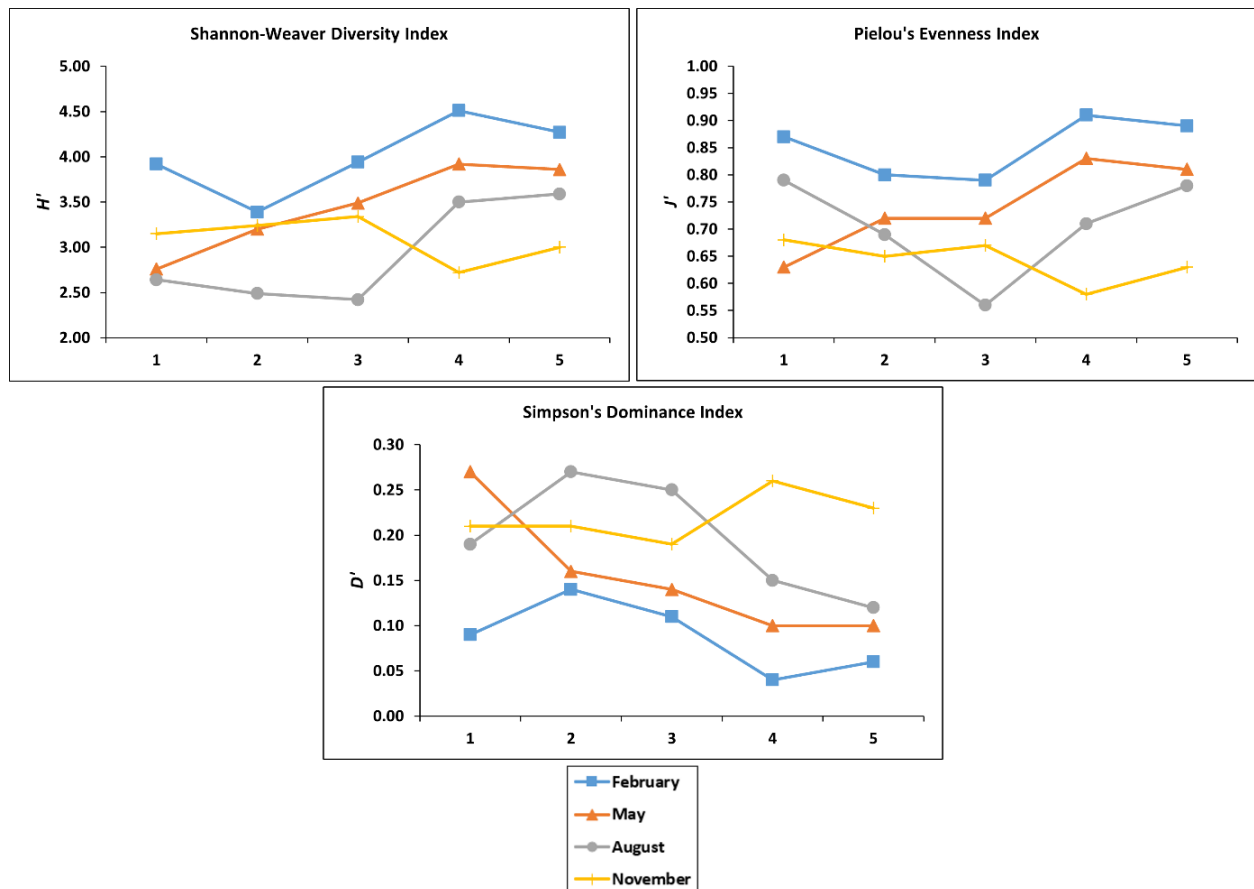 Shannon-Weaver Diversity Index
5.00
4.50
4.00
3.50
3.00
2.50
2.00
H'
1 2 3 4 5
Pielou's Evenness Index
1.00
0.95
0.90
0.85
0.80
0.75
0.70
0.65
0.60
0.55
0.50
J'
1 2 3 4 5
Simpson's Dominance Index
0.30
0.25
0.20
0.15
0.10
0.05
0.00
D'
1 2 3 4 5
February
May
August
November